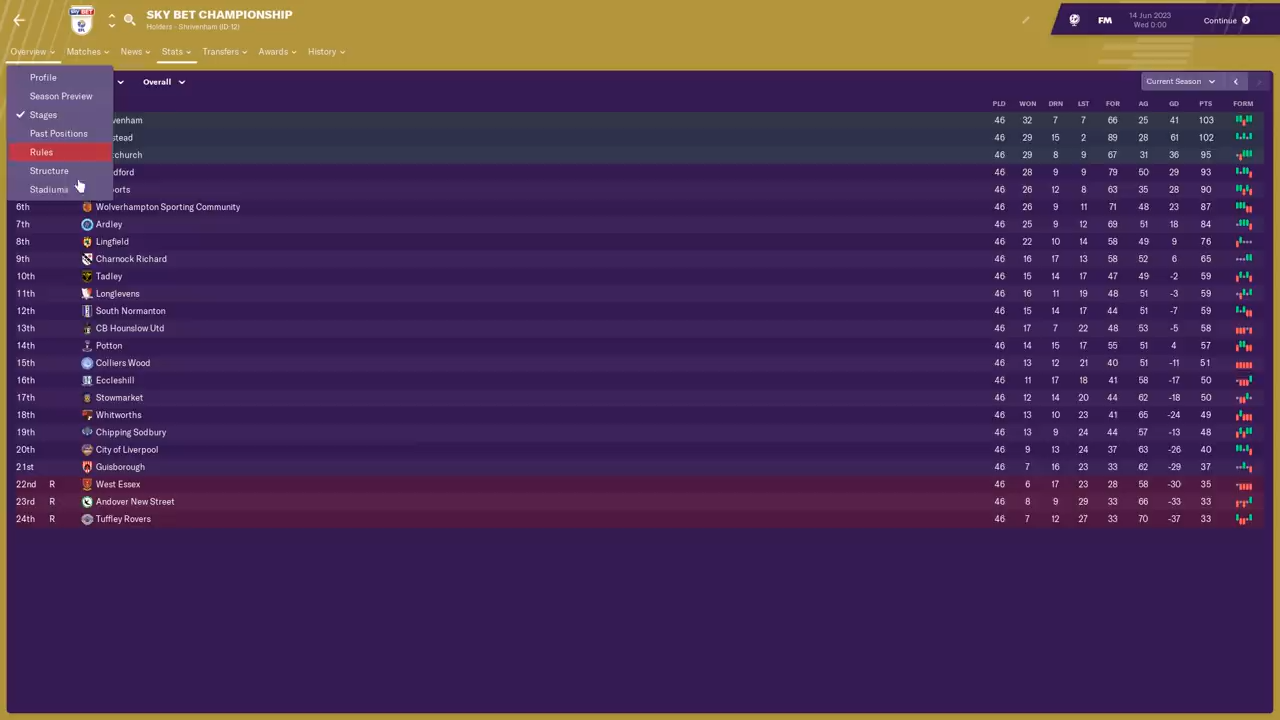 SKY BET CHAMPIONSHIP
Holders - Shrivenham (ID:12)
FM
14 Jun 2023
Wed 0:00
Continue
Overview Matches News Stats Transfers Awards History
Profile
Season Preview
Stages
Past Positions
Rules
Structure
Stadiums
Overall
Current Season
PLD WON DRN LST FOR AG GD PTS FORM
venham 46 32 7 7 66 25 41 103
stead 46 29 15 2 89 28 61 102
tchurch 46 29 8 9 67 31 36 95
dford 46 28 9 9 79 50 29 93
ports 46 26 12 8 63 35 28 90
6th Wolverhampton Sporting Community 46 26 9 11 71 48 23 87
7th Ardley 46 25 9 12 69 51 18 84
8th Lingfield 46 22 10 14 58 49 9 76
9th Charnock Richard 46 16 17 13 58 52 6 65
10th Tadley 46 15 14 17 47 49 -2 59
11th Longlevens 46 16 11 19 48 51 -3 59
12th South Normanton 46 15 14 17 44 51 -7 59
13th CB Hounslow Utd 46 17 7 22 48 53 -5 58
14th Potton 46 14 15 17 55 51 4 57
15th Colliers Wood 46 13 12 21 40 51 -11 51
16th Eccleshill 46 11 17 18 41 58 -17 50
17th Stowmarket 46 12 14 20 44 62 -18 50
18th Whitworths 46 13 10 23 41 65 -24 49
19th Chipping Sodbury 46 13 9 24 44 57 -13 48
20th City of Liverpool 46 9 13 24 37 63 -26 40
21st Guisborough 46 7 16 23 33 62 -29 37
22nd R West Essex 46 6 17 23 28 58 -30 35
23rd R Andover New Street 46 8 9 29 33 66 -33 33
24th R Tuffley Rovers 46 7 12 27 33 70 -37 33